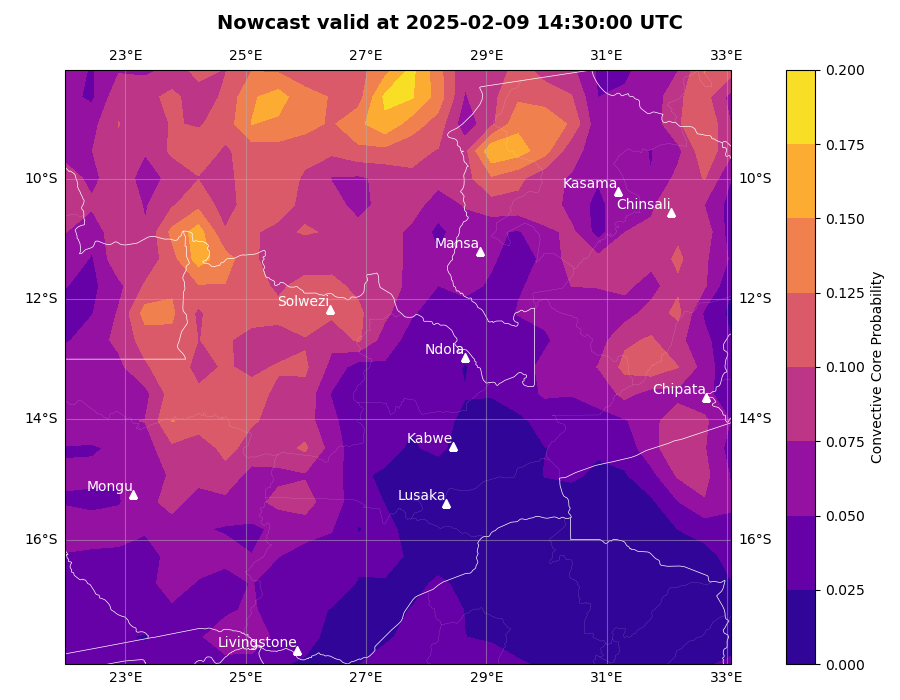 Nowcast valid at 2025-02-09 14:30:00 UTC
23°E 25°E 27°E 29°E 31°E 33°E
0.200
0.175
10°S Kasama 10°S
Chinsali
0.150
Mansa
12°S 12°S
0.125
Solwezi
Ndola
0.100
Chipata
14°S 14°S
Kabwe
0.075
Mongu
Lusaka
0.050
16°S 16°S
0.025
Livingstone
0.000
Convective Core Probability
23°E 25°E 27°E 29°E 31°E 33°E